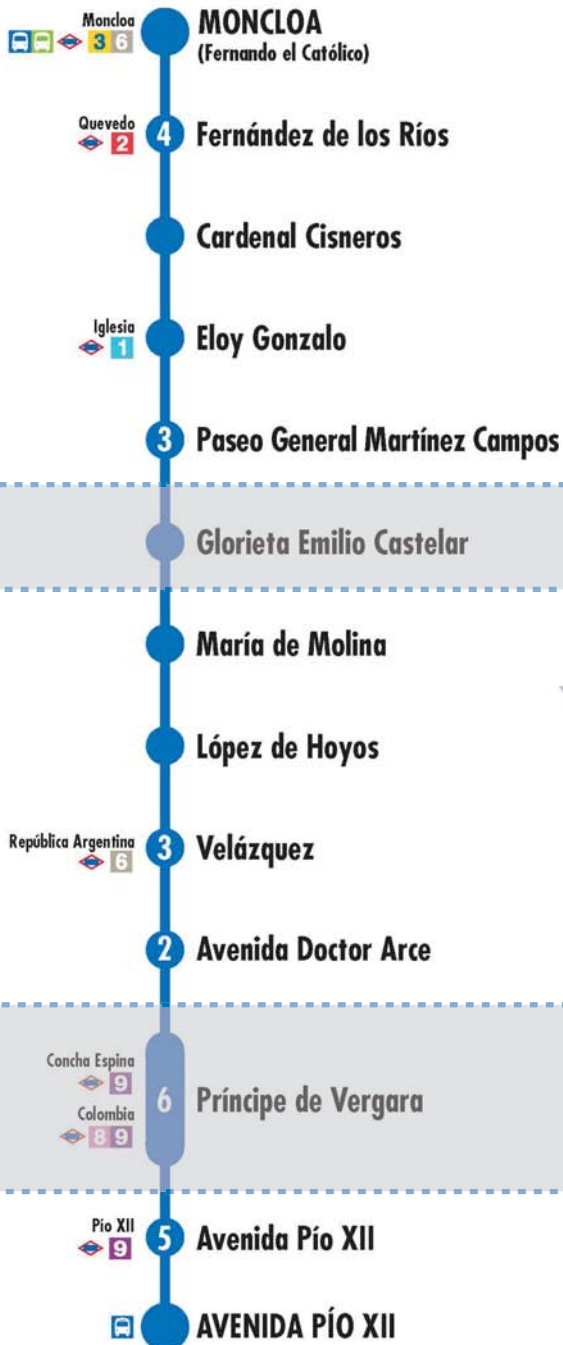 Moncloa
3 6
MONCLOA
(Fernando el Católico)
Quevedo
2
4
Fernández de los Ríos
Cardenal Cisneros
Iglesia
1
Eloy Gonzalo
3
Paseo General Martínez Campos
Glorieta Emilio Castelar
María de Molina
López de Hoyos
República Argentina
6
3
Velázquez
2
Avenida Doctor Arce
Concha Espina
9
Colombia
8 9
6
Príncipe de Vergara
Pío XII
9
5
Avenida Pío XII
AVENIDA PÍO XII